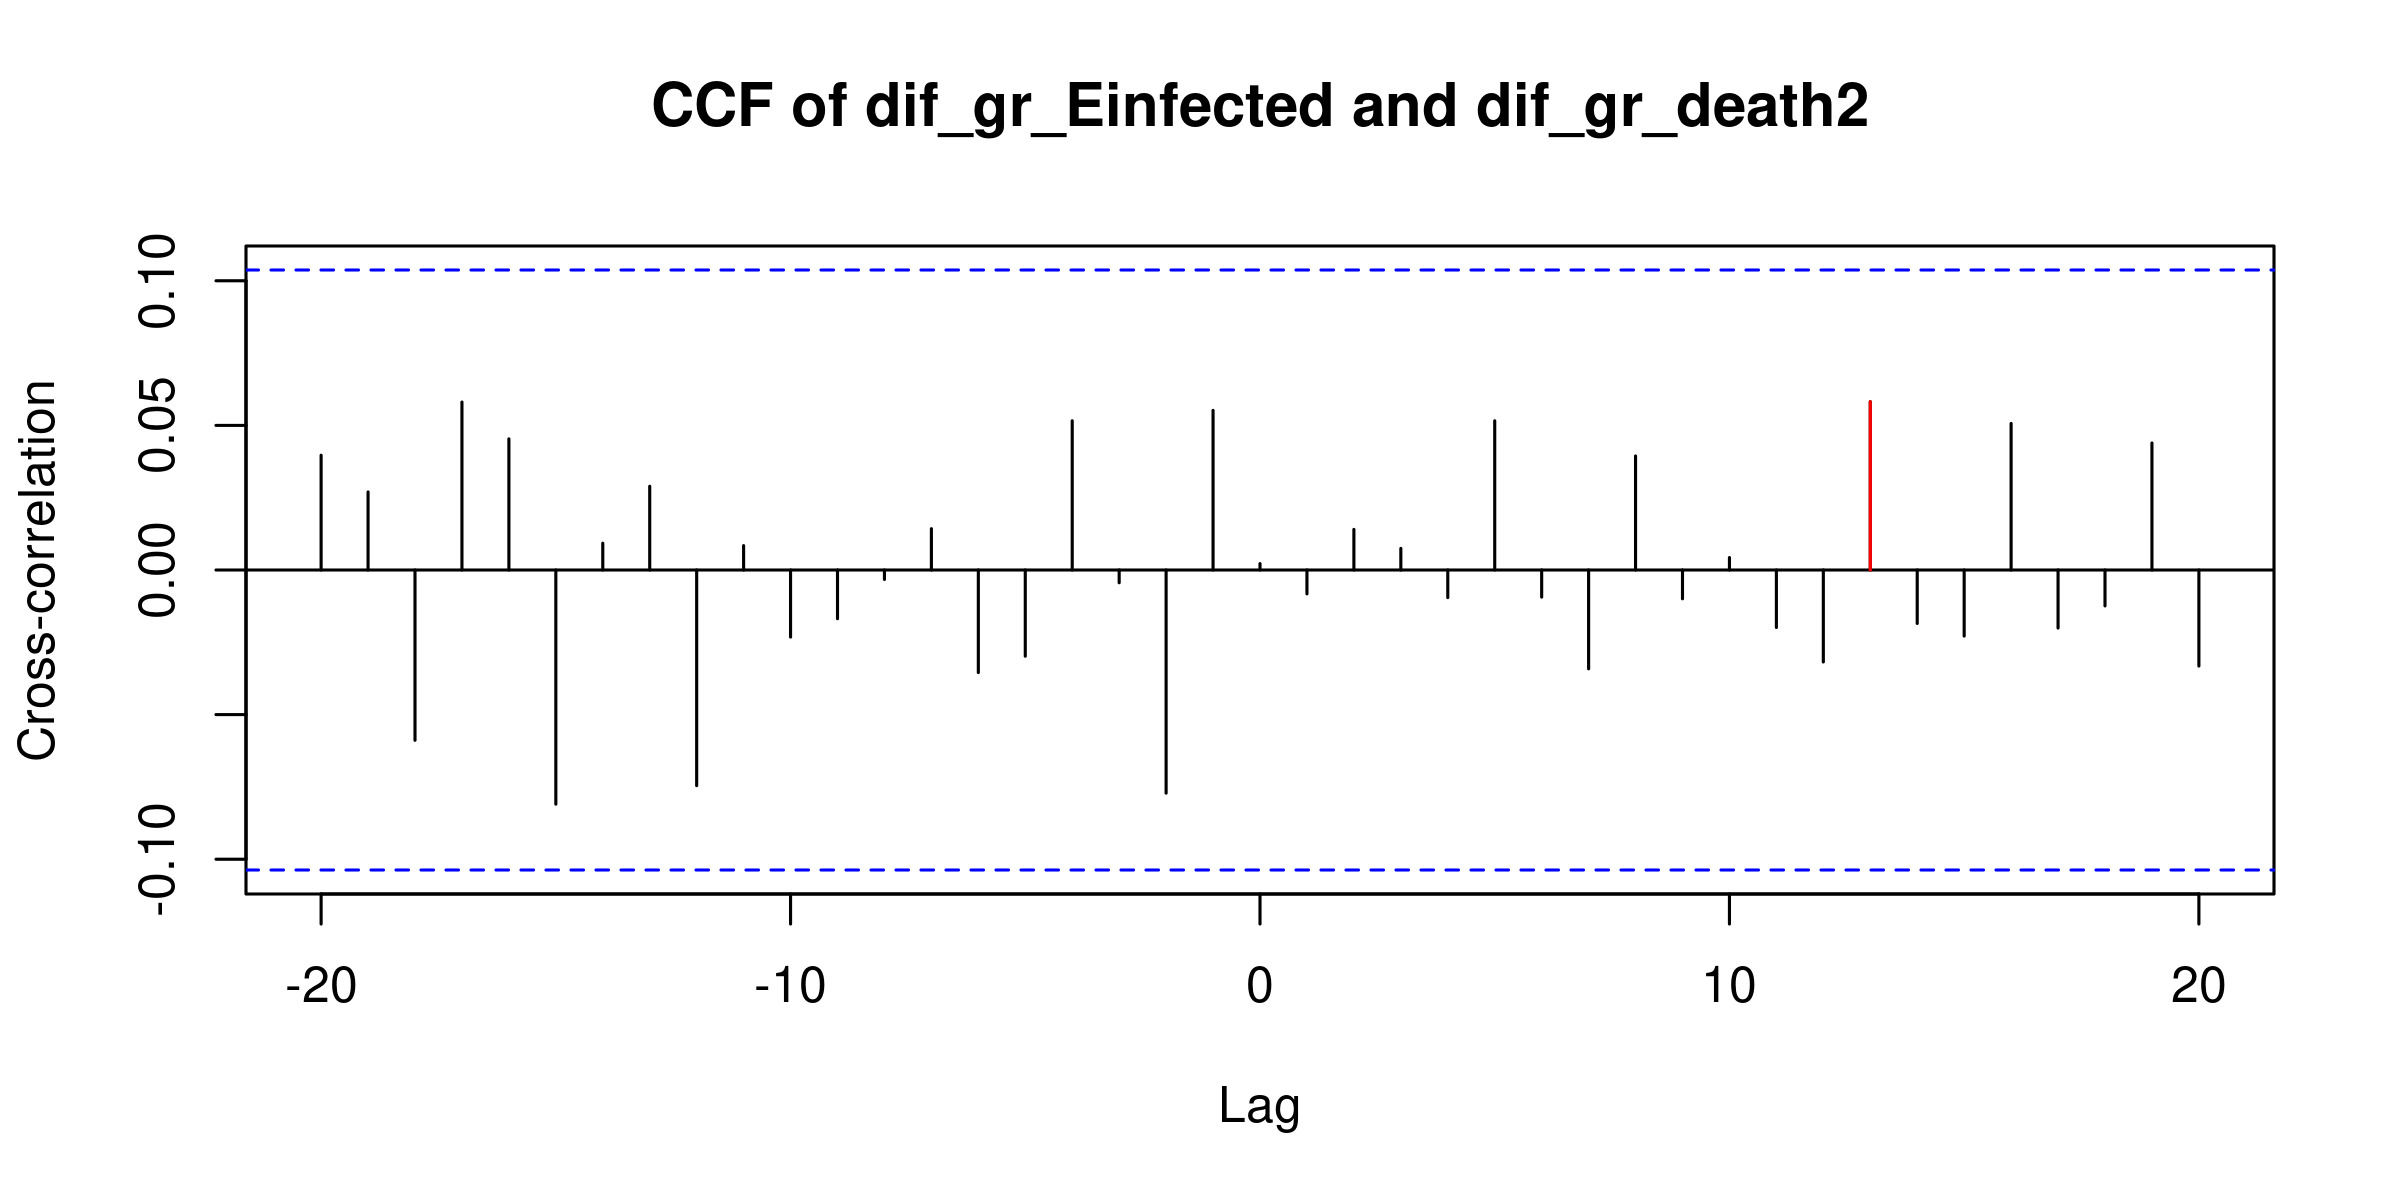 CCF of dif_gr_Einfected and dif_gr_death2
Cross-correlation
0.10
0.05
0.00
-0.10
-20 -10 0 10 20
Lag